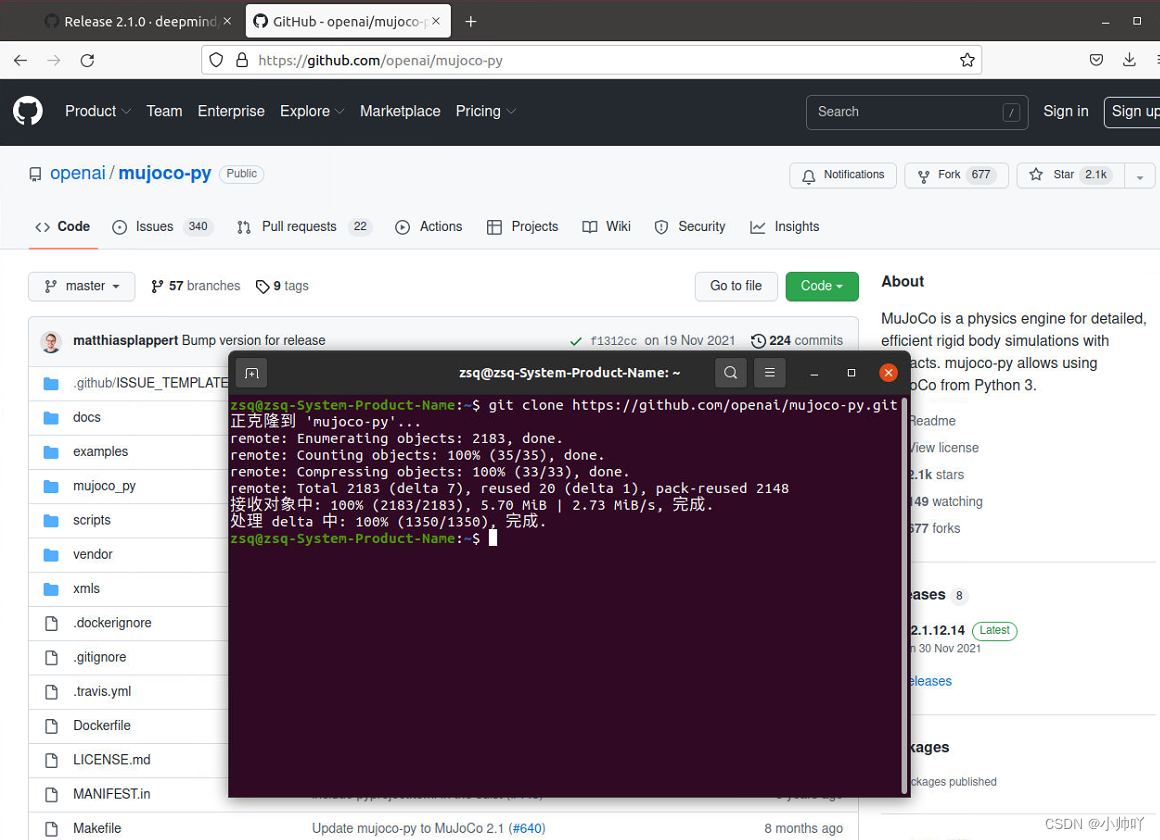 Release 2.1.0 · deepmind
GitHub - openai/mujoco-p
https://github.com/openai/mujoco-py
Product Team Enterprise Explore Marketplace Pricing
Search /
Sign in Sign up
openai / mujoco-py Public
Notifications Fork 677 Star 2.1k
Code Issues 340 Pull requests 22 Actions Projects Wiki Security Insights
master 57 branches 9 tags
Go to file Code
About
MuJoCo is a physics engine for detailed,
efficient rigid body simulations with
acts. mujoco-py allows using
oCo from Python 3.
Readme
View license
2.1k stars
149 watching
677 forks
eases 8
2.1.12.14 Latest
n 30 Nov 2021
eleases
kages
ckages published
matthiasplappert Bump version for release
f1312cc on 19 Nov 2021 224 commits
.github/ISSUE_TEMPLATE
docs
examples
mujoco_py
scripts
vendor
xmls
.dockerignore
.gitignore
.travis.yml
Dockerfile
LICENSE.md
MANIFEST.in
Makefile Update mujoco-py to MuJoCo 2.1 (#640) 8 months ago
zsq@zsq-System-Product-Name: ~
zsq@zsq-System-Product-Name:~$ git clone https://github.com/openai/mujoco-py.git
正克隆到 'mujoco-py'...
remote: Enumerating objects: 2183, done.
remote: Counting objects: 100% (35/35), done.
remote: Compressing objects: 100% (33/33), done.
remote: Total 2183 (delta 7), reused 20 (delta 1), pack-reused 2148
接收对象中: 100% (2183/2183), 5.70 MiB | 2.73 MiB/s, 完成.
处理 delta 中: 100% (1350/1350), 完成.
zsq@zsq-System-Product-Name:~$
CSDN @小帅吖